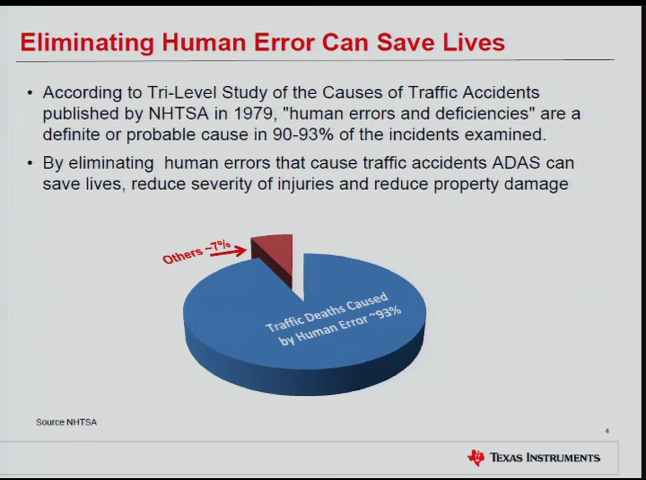 Eliminating Human Error Can Save Lives
• According to Tri-Level Study of the Causes of Traffic Accidents
published by NHTSA in 1979, "human errors and deficiencies" are a
definite or probable cause in 90-93% of the incidents examined.
• By eliminating human errors that cause traffic accidents ADAS can
save lives, reduce severity of injuries and reduce property damage
Others ~7%
Traffic Deaths Caused
by Human Error ~93%
Source NHTSA
4
TEXAS INSTRUMENTS